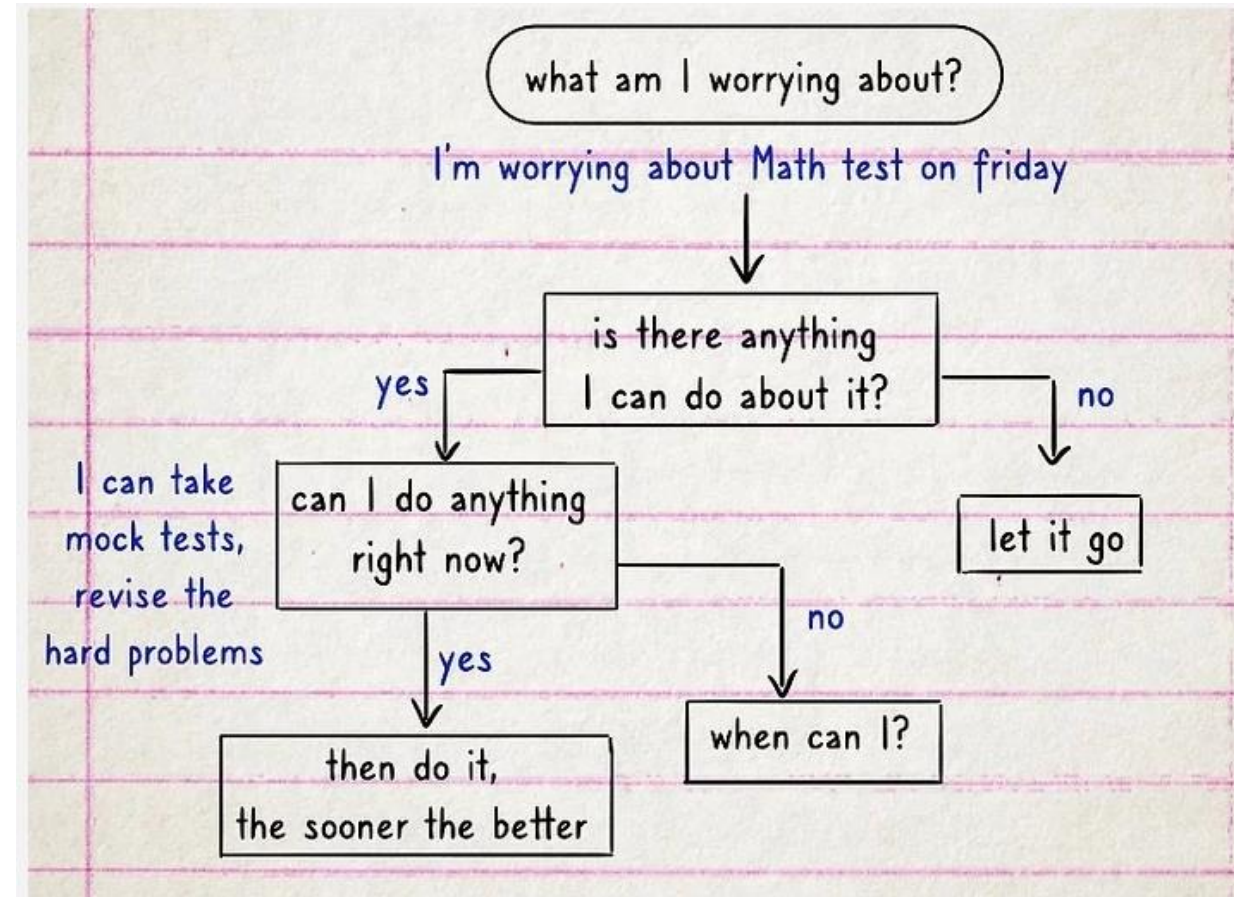 what am I worrying about?
I'm worrying about Math test on friday
is there anything
I can do about it?
yes
no
I can take
mock tests,
revise the
hard problems
can I do anything
right now?
let it go
no
yes
when can I?
then do it,
the sooner the better